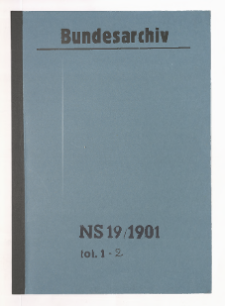 Bundesarchiv
NS 19/1901
fol. 1 - 2